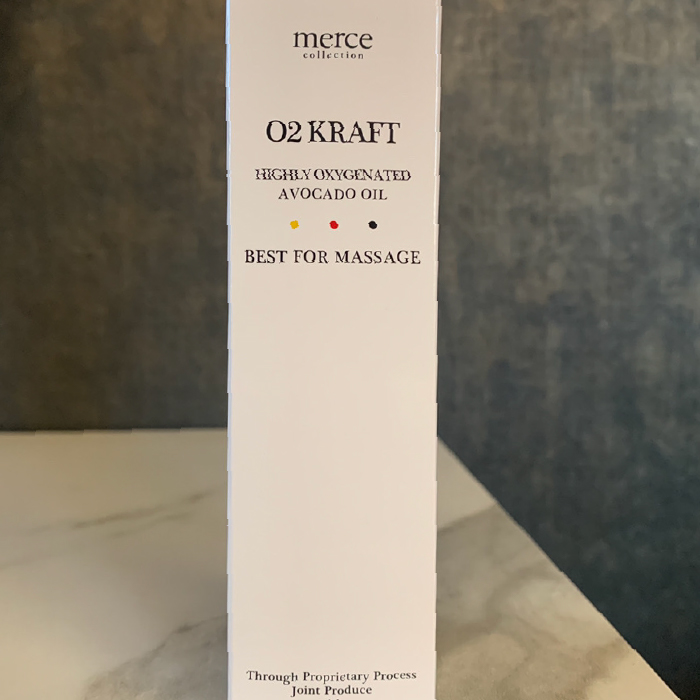 merce
collection
O2 KRAFT
HIGHLY OXYGENATED
AVOCADO OIL
BEST FOR MASSAGE
Through Proprietary Process
Joint Produce